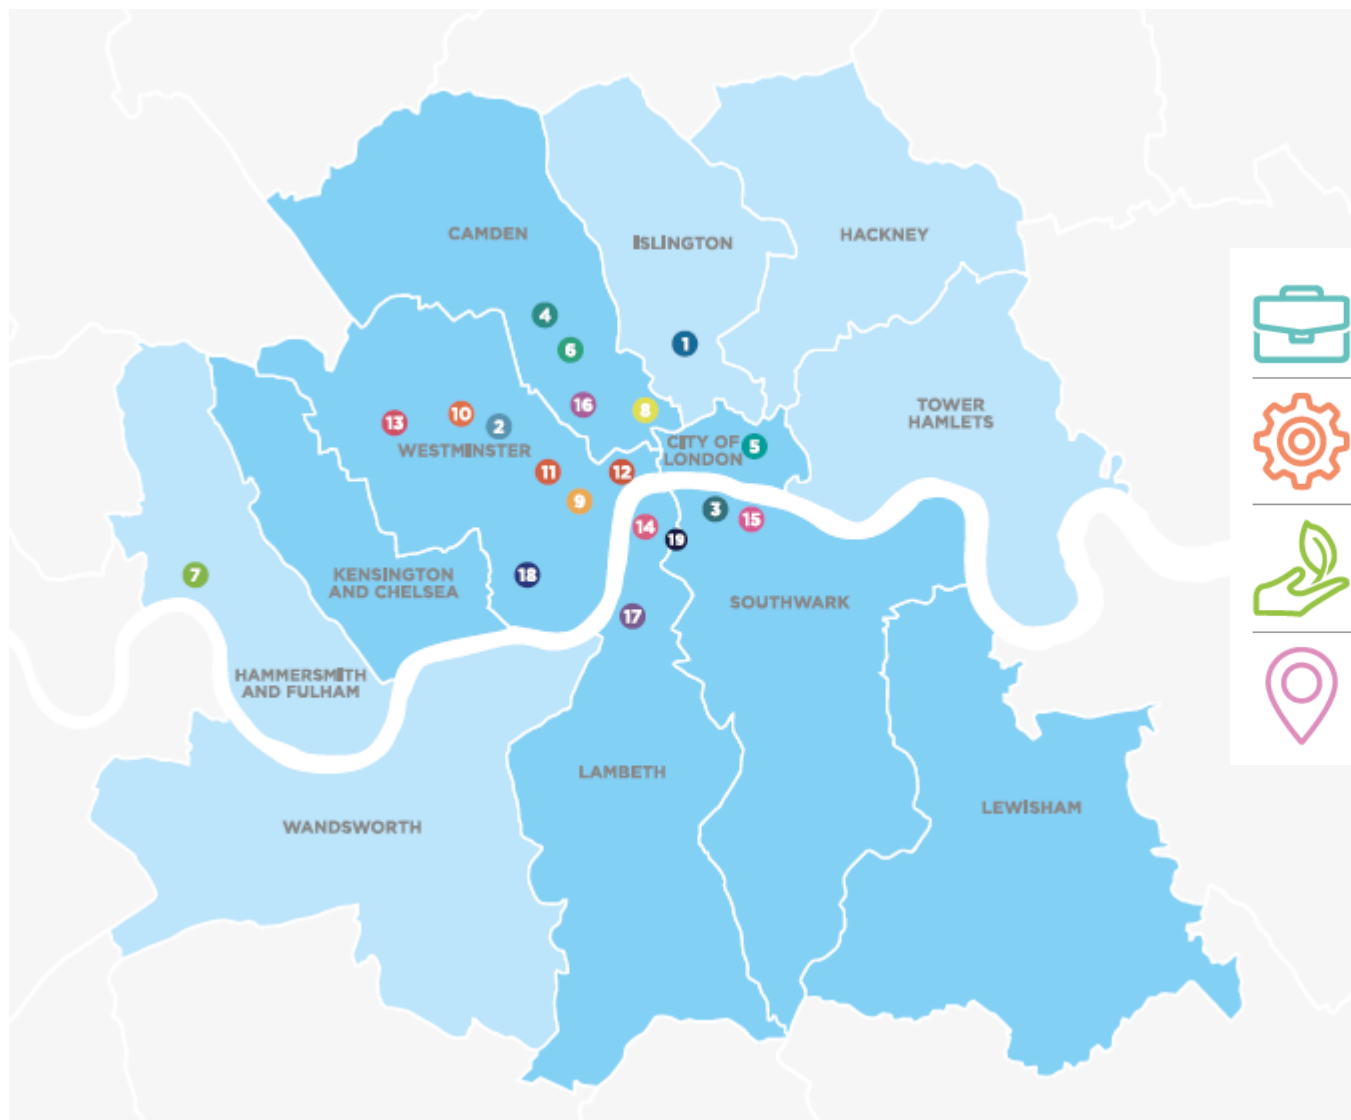 CAMDEN
ISLINGTON
HACKNEY
4
6
1
16
8
13
10
2
WESTMINSTER
TOWER
HAMLETS
CITY OF
LONDON
5
11
12
9
3
15
14
19
7
KENSINGTON
AND CHELSEA
18
SOUTHWARK
17
HAMMERSMITH
AND FULHAM
LAMBETH
LEWISHAM
WANDSWORTH